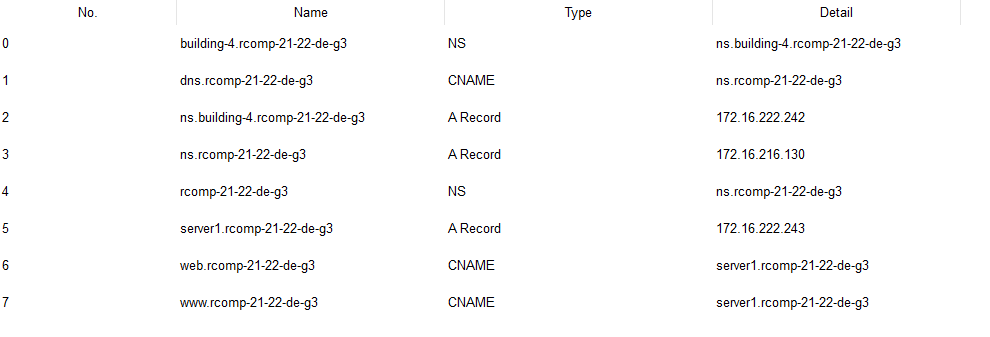 No. Name Type Detail
0 building-4.rcomp-21-22-de-g3 NS ns.building-4.rcomp-21-22-de-g3
1 dns.rcomp-21-22-de-g3 CNAME ns.rcomp-21-22-de-g3
2 ns.building-4.rcomp-21-22-de-g3 A Record 172.16.222.242
3 ns.rcomp-21-22-de-g3 A Record 172.16.216.130
4 rcomp-21-22-de-g3 NS ns.rcomp-21-22-de-g3
5 server1.rcomp-21-22-de-g3 A Record 172.16.222.243
6 web.rcomp-21-22-de-g3 CNAME server1.rcomp-21-22-de-g3
7 www.rcomp-21-22-de-g3 CNAME server1.rcomp-21-22-de-g3